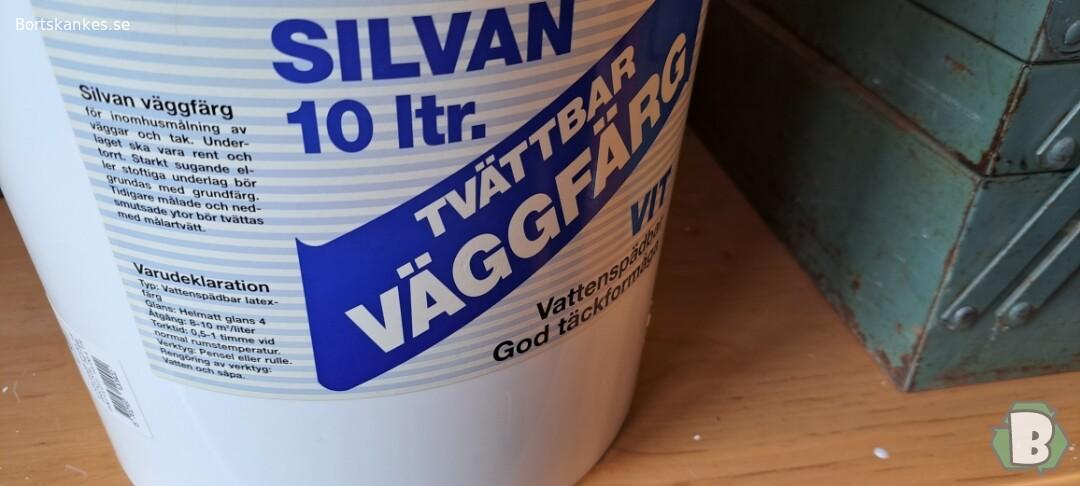 Bortskankes.se
SILVAN
10 ltr.
TVÄTTBAR
VÄGGFÄRG
VIT
Vattenspädbar
God täckförmåga
Silvan väggfärg
för inomhusmålning av
väggar och tak. Under-
laget ska vara rent och
torrt. Starkt sugande el-
ler stoftiga underlag bör
grundas med grundfärg.
Tidigare målade och ned-
smutsade ytor bör tvättas
med målartvätt.
Varudeklaration
Typ: Vattenspädbar latex-
färg
Glans: Helmatt glans 4
Åtgång: 8-10 m²/liter
Torktid: 0,5-1 timme vid
normal rumstemperatur.
Verktyg: Pensel eller rulle.
Rengöring av verktyg:
Vatten och såpa.
B